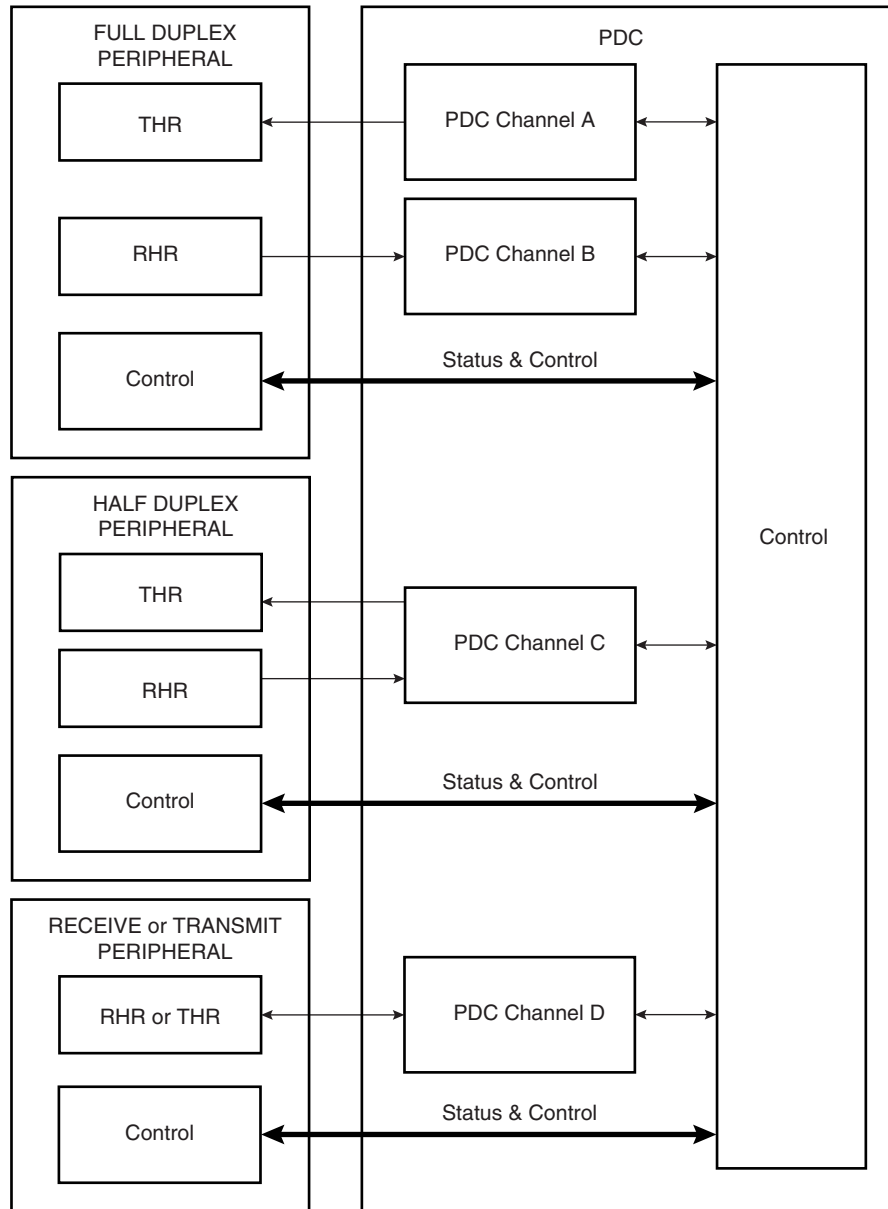 FULL DUPLEX
PERIPHERAL
THR
RHR
Control
PDC
PDC Channel A
PDC Channel B
Status & Control
HALF DUPLEX
PERIPHERAL
THR
RHR
Control
PDC Channel C
Status & Control
Control
RECEIVE or TRANSMIT
PERIPHERAL
RHR or THR
Control
PDC Channel D
Status & Control